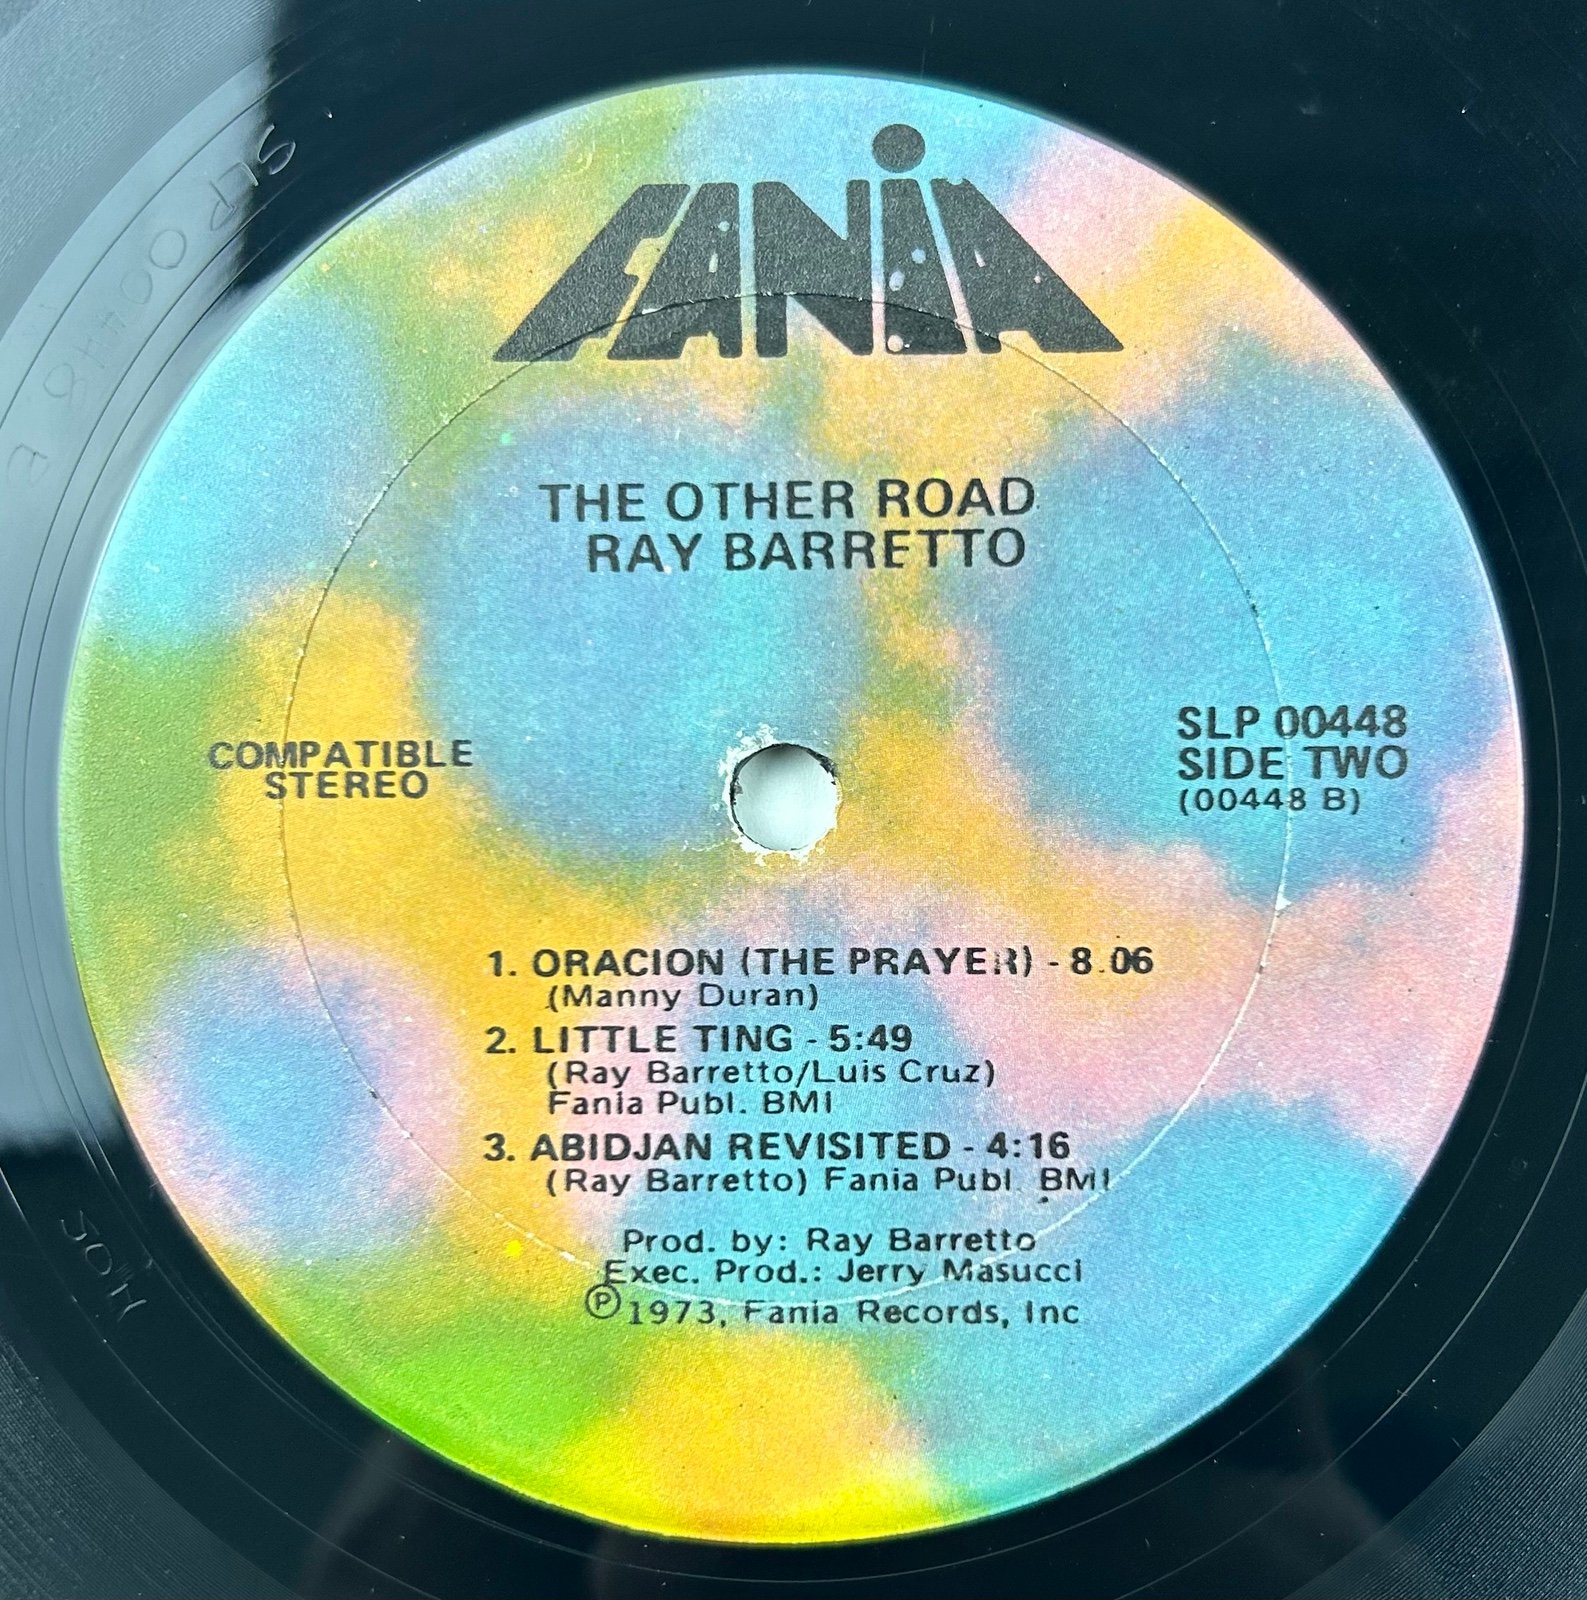 FANiA
THE OTHER ROAD
RAY BARRETTO
COMPATIBLE
STEREO
SLP 00448
SIDE TWO
(00448 B)
1. ORACION (THE PRAYER) - 8:06
(Manny Duran)
2. LITTLE TING - 5:49
(Ray Barretto/Luis Cruz)
Fania Publ. BMI
3. ABIDJAN REVISITED - 4:16
(Ray Barretto) Fania Publ. BMI
Prod. by: Ray Barretto
Exec. Prod.: Jerry Masucci
Ⓟ1973, Fania Records, Inc
SLP 00448 B